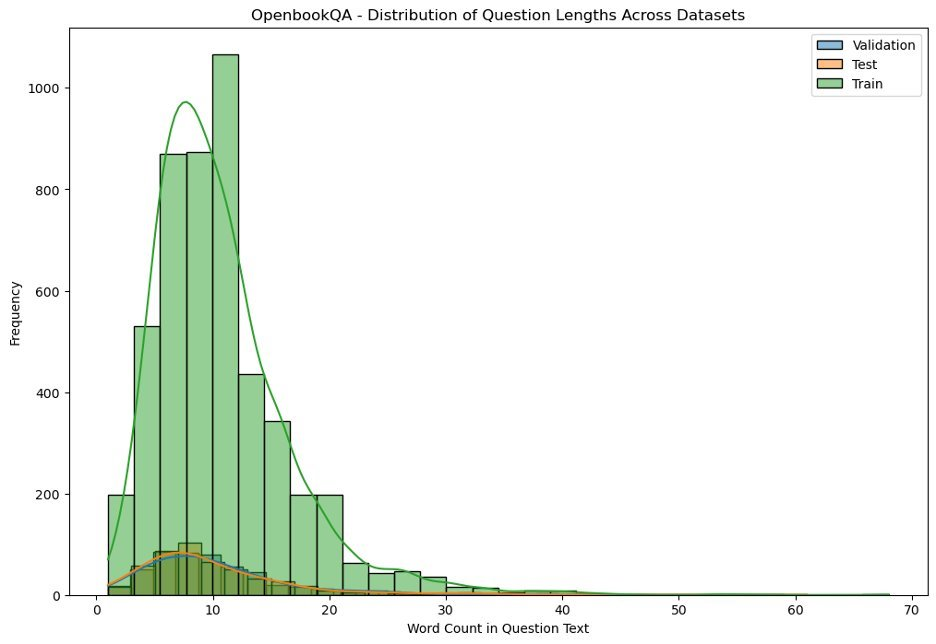 OpenbookQA - Distribution of Question Lengths Across Datasets
Validation
Test
Train
1000
800
600
400
200
0
Frequency
0 10 20 30 40 50 60 70
Word Count in Question Text